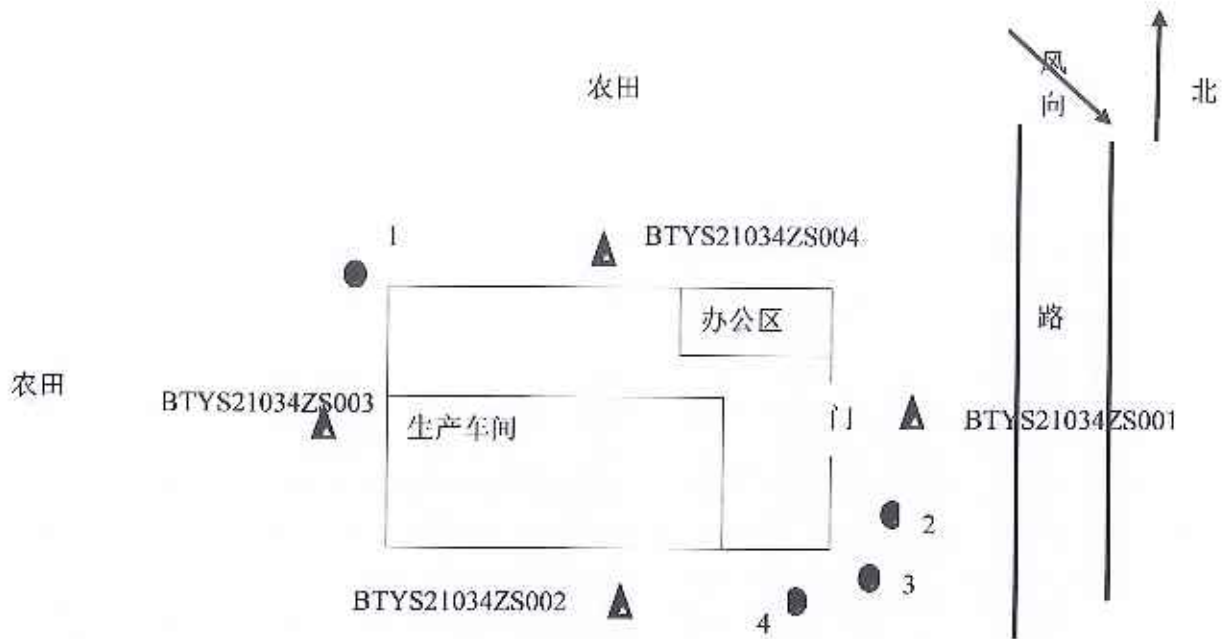 风
向
北
农田
1
BTYS21034ZS004
办公区
路
农田
BTYS21034ZS003
生产车间
门
BTYS21034ZS001
2
BTYS21034ZS002
3
4